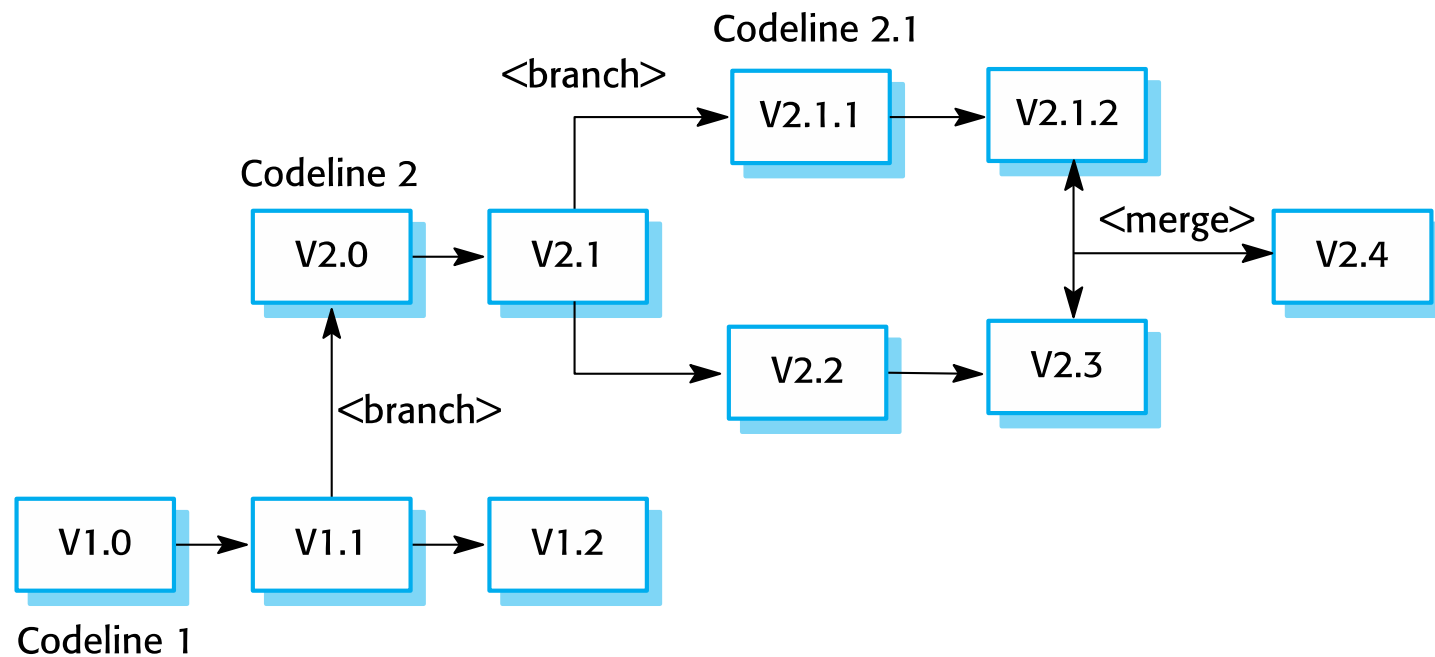 Codeline 2.1
<branch>
V2.1.1
V2.1.2
Codeline 2
<merge>
V2.0
V2.1
V2.4
V2.2
V2.3
<branch>
V1.0
V1.1
V1.2
Codeline 1